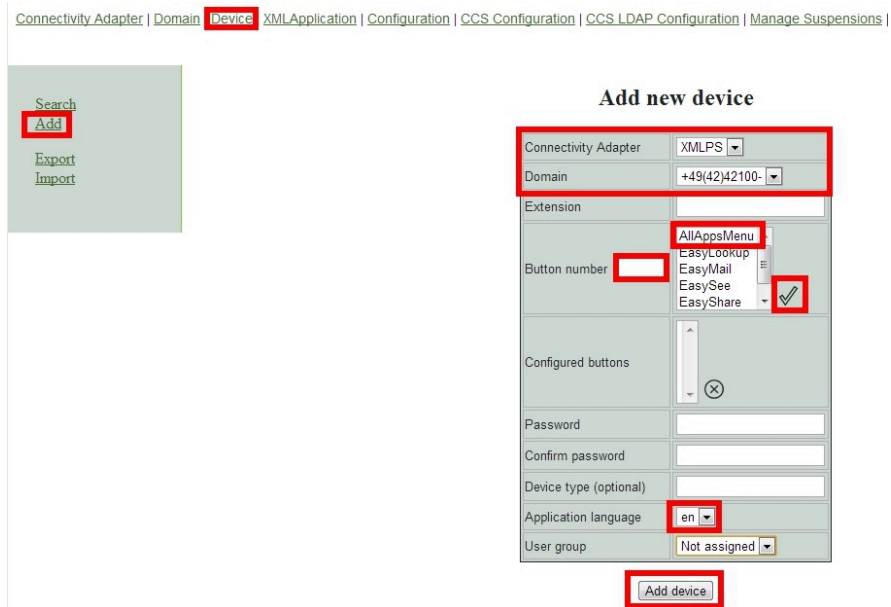 Connectivity Adapter | Domain | Device | XMLApplication | Configuration | CCS Configuration | CCS LDAP Configuration | Manage Suspensions |
Search
Add
Export
Import
Add new device
Connectivity Adapter XMLPS
Domain +49(42)42100-
Extension
Button number
AllAppsMenu
EasyLookup
EasyMail
EasySee
EasyShare
Configured buttons
Password
Confirm password
Device type (optional)
Application language en
User group Not assigned
Add device